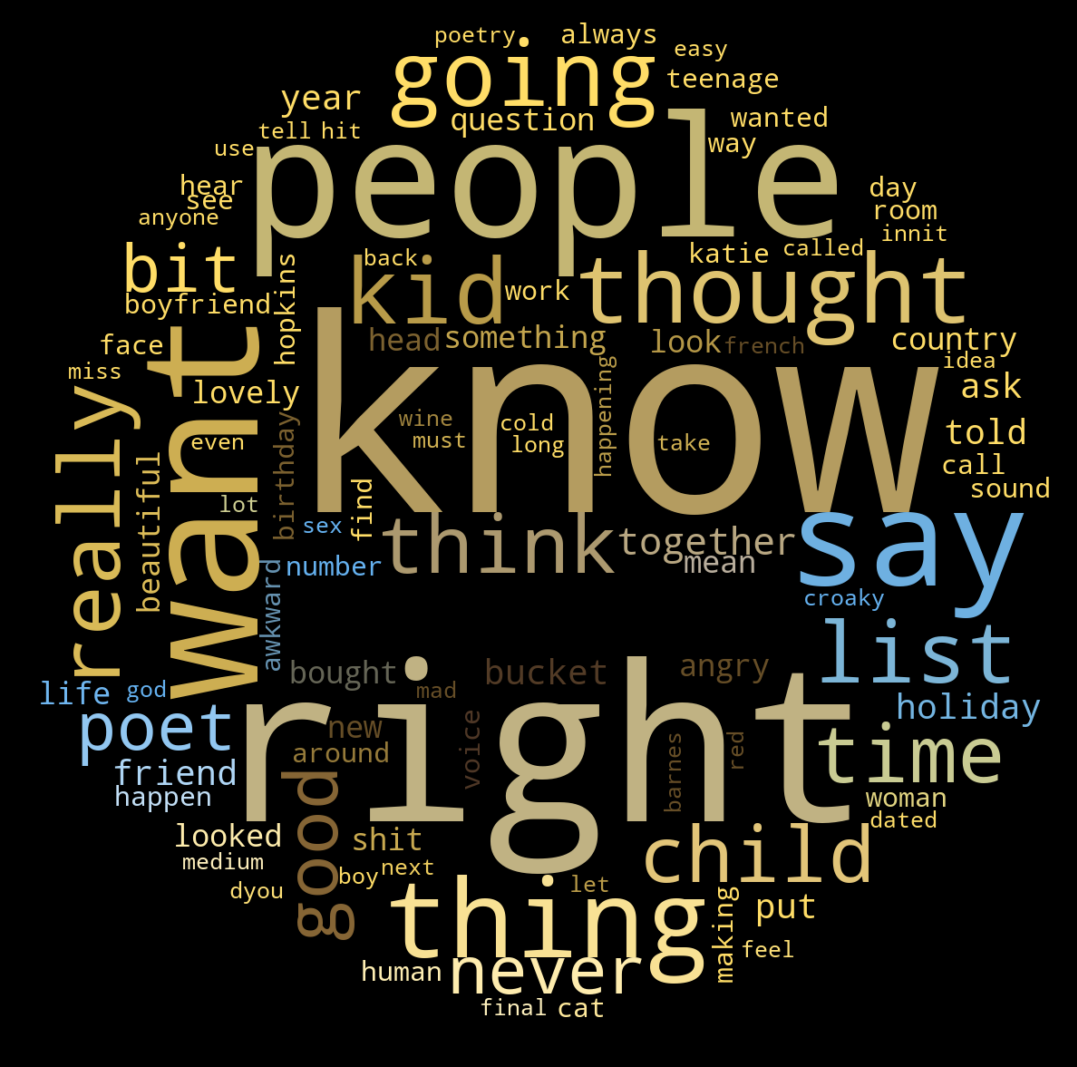 poetry
always
going
easy
teenage
year
question
wanted
tell
hit
way
use
people
hear
see
anyone
day
room
innit
bit
boyfriend
hopkins
back
kid
work
katie
called
thought
face
head
something
look
french
country
idea
miss
lovely
want
know
ask
really
even
wine
must
cold
long
happening
take
told
call
sound
beautiful
lot
birthday
find
sex
number
think
together
mean
say
croaky
awkward
list
life
god
bought
bucket
angry
holiday
poet
mad
right
new
around
voice
barnes
red
time
friend
happen
woman
dated
looked
medium
good
shit
child
dyou
boy
next
let
thing
making
put
feel
human
never
final
cat